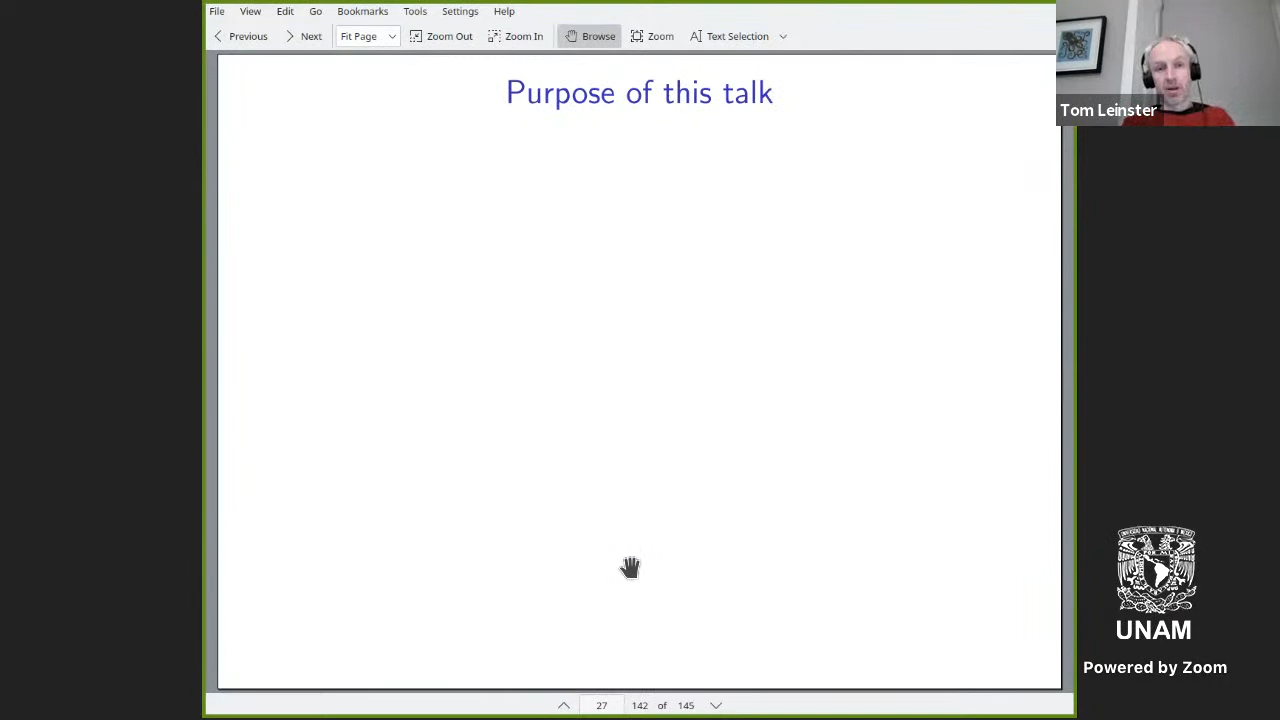 File View Edit Go Bookmarks Tools Settings Help
Previous Next Fit Page Zoom Out Zoom In Browse Zoom Text Selection
Purpose of this talk
Tom Leinster
UNAM
Powered by Zoom
27 142 of 145